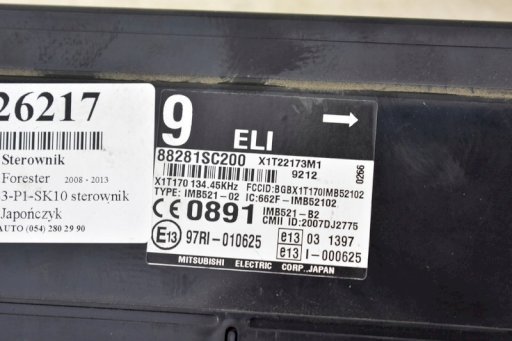 26217
Sterownik
Forester 2008 - 2013
3-P1-SK10 sterownik
Japończyk
AUTO (054) 280 29 90
9
ELI
88281SC200 X1T22173M1
9212
0266
X1T170 134.45KHz FCCID:BGBX1T170IMB52102
TYPE: IMB521-02 IC:662F-IMB52102
CE 0891 IMB521-B2
CMII ID:2007DJ2775
E13 97RI-010625 e13 03 1397
e13 I-000625
MITSUBISHI ELECTRIC CORP.,JAPAN